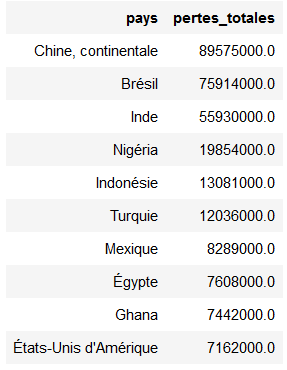 pays pertes_totales
Chine, continentale 89575000.0
Brésil 75914000.0
Inde 55930000.0
Nigéria 19854000.0
Indonésie 13081000.0
Turquie 12036000.0
Mexique 8289000.0
Égypte 7608000.0
Ghana 7442000.0
États-Unis d'Amérique 7162000.0